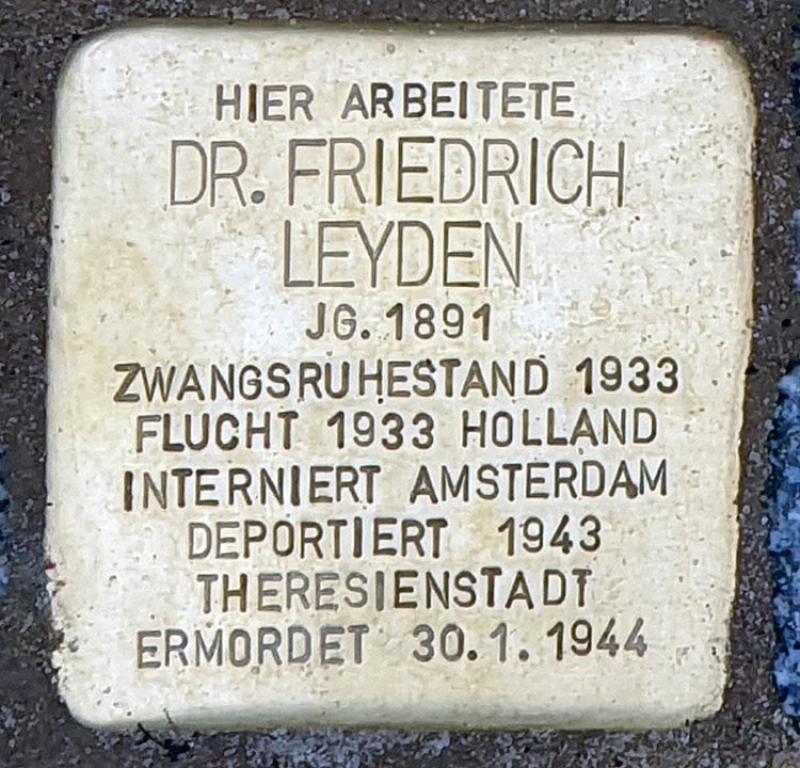 HIER ARBEITETE
DR. FRIEDRICH
LEYDEN
JG. 1891
ZWANGSRUHESTAND 1933
FLUCHT 1933 HOLLAND
INTERNIERT AMSTERDAM
DEPORTIERT 1943
THERESIENSTADT
ERMORDET 30.1.1944